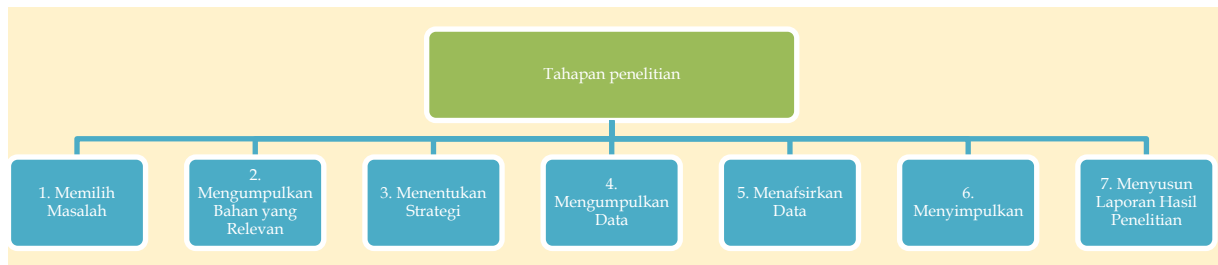 Tahapan penelitian
1. Memilih
Masalah
2.
Mengumpulkan
Bahan yang
Relevan
3. Menentukan
Strategi
4.
Mengumpulkan
Data
5. Menafsirkan
Data
6.
Menyimpulkan
7. Menyusun
Laporan Hasil
Penelitian